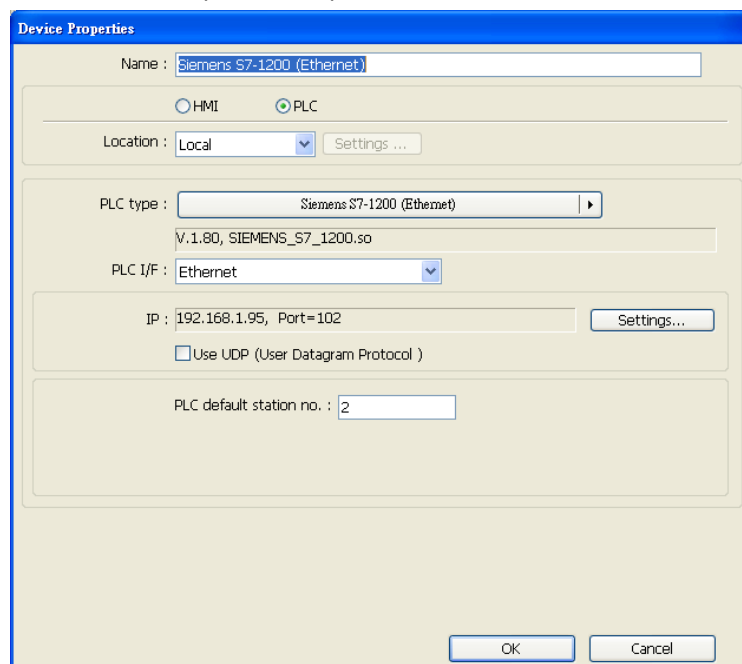 Device Properties
Name : Siemens S7-1200 (Ethernet)
HMI PLC
Location : Local Settings ...
PLC type : Siemens S7-1200 (Ethernet)
V.1.80, SIEMENS_S7_1200.so
PLC I/F : Ethernet
IP : 192.168.1.95, Port=102 Settings...
Use UDP (User Datagram Protocol )
PLC default station no. : 2
OK Cancel